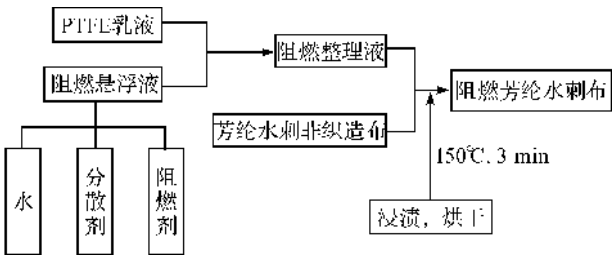 PTFE乳液
阻燃整理液
阻燃悬浮液
阻燃芳纶水刺布
芳纶水刺非织造布
150℃, 3 min
水
分散剂
阻燃剂
浸渍，烘干